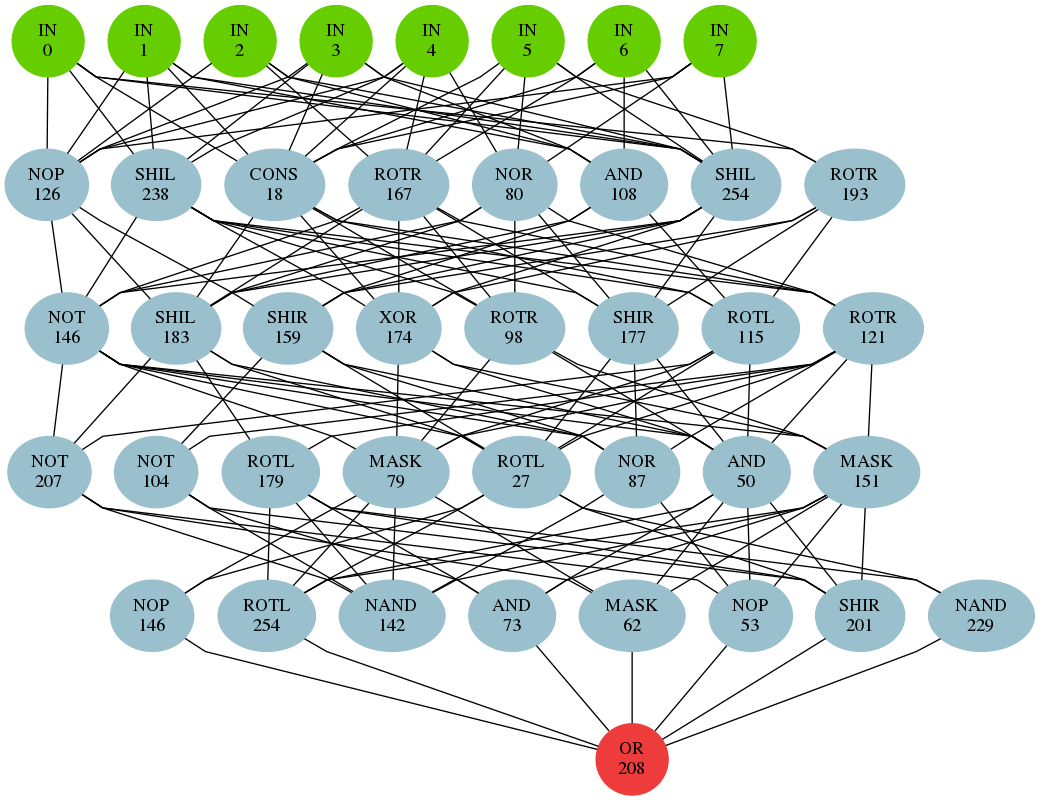 IN IN IN IN IN IN IN IN
0 1 2 3 4 5 6 7
NOP SHIL CONS ROTR NOR AND SHIL ROTR
126 238 18 167 80 108 254 193
NOT SHIL SHIR XOR ROTR SHIR ROTL ROTR
146 183 159 174 98 177 115 121
NOT NOT ROTL MASK ROTL NOR AND MASK
207 104 179 79 27 87 50 151
NOP ROTL NAND AND MASK NOP SHIR NAND
146 254 142 73 62 53 201 229
OR
208